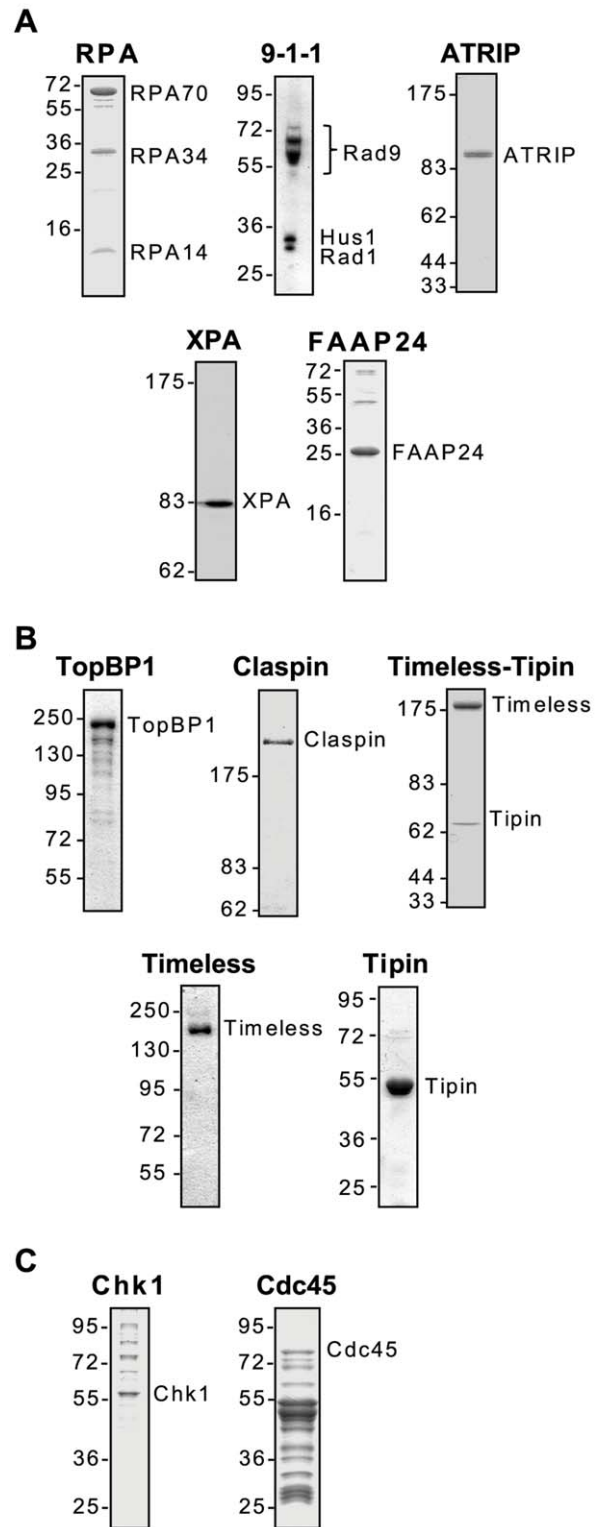 A
RPA
72-
55-
36-
25-
16-
RPA70
RPA34
RPA14
9-1-1
95-
72-
55-
36-
25-
Rad9
Hus1
Rad1
ATRIP
175-
83-
62-
44-
33-
ATRIP
XPA
175-
83-
62-
XPA
FAAP24
72-
55-
36-
25-
16-
FAAP24
B
TopBP1
250-
130-
95-
72-
55-
TopBP1
Claspin
175-
83-
62-
Claspin
Timeless-Tipin
175-
83-
62-
44-
33-
Timeless
Tipin
Timeless
250-
130-
95-
72-
55-
Timeless
Tipin
95-
72-
55-
36-
25-
Tipin
C
Chk1
95-
72-
55-
36-
25-
Chk1
Cdc45
95-
72-
55-
36-
25-
Cdc45